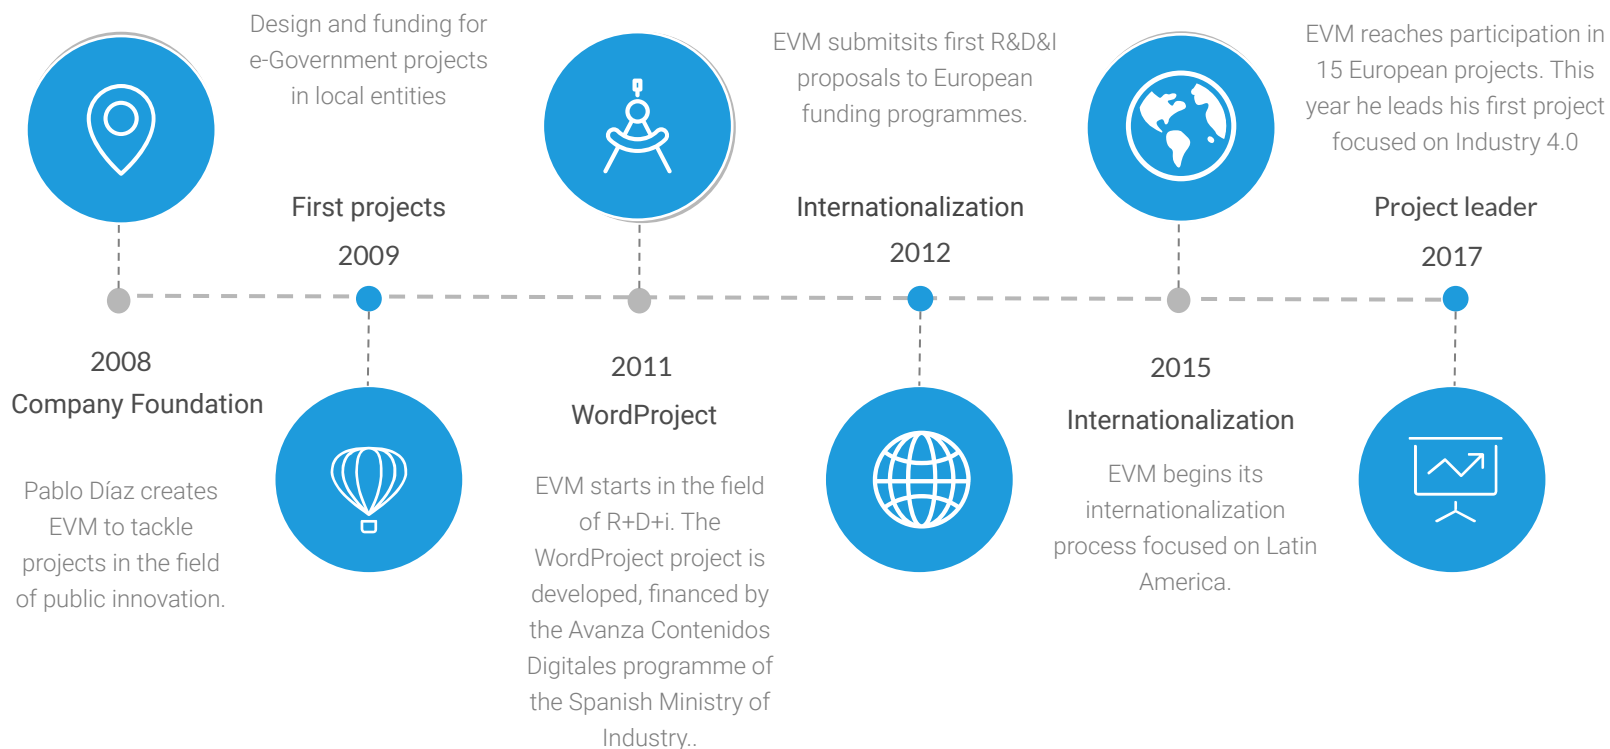 2008
Company Foundation
Pablo Díaz creates
EVM to tackle
projects in the field
of public innovation.
Design and funding for
e-Government projects
in local entities
First projects
2009
2011
WordProject
EVM starts in the field
of R+D+i. The
WordProject project is
developed, financed by
the Avanza Contenidos
Digitales programme of
the Spanish Ministry of
Industry..
EVM submitsits first R&D&I
proposals to European
funding programmes.
Internationalization
2012
2015
Internationalization
EVM begins its
internationalization
process focused on Latin
America.
EVM reaches participation in
15 European projects. This
year he leads his first project
focused on Industry 4.0
Project leader
2017